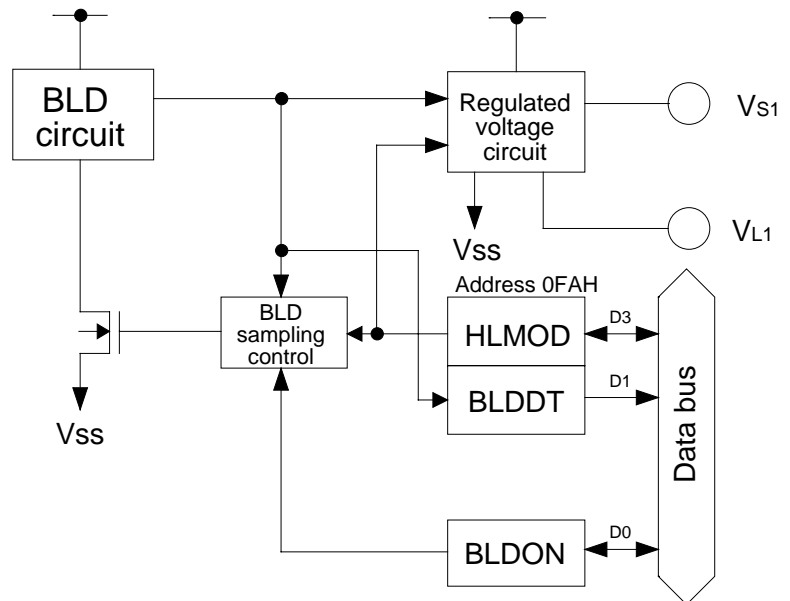 BLD
circuit
Regulated
voltage
circuit
VS1
VL1
Vss
Address 0FAH
BLD
sampling
control
HLMOD
D3
BLDDT
D1
Vss
BLDON
D0
Data bus